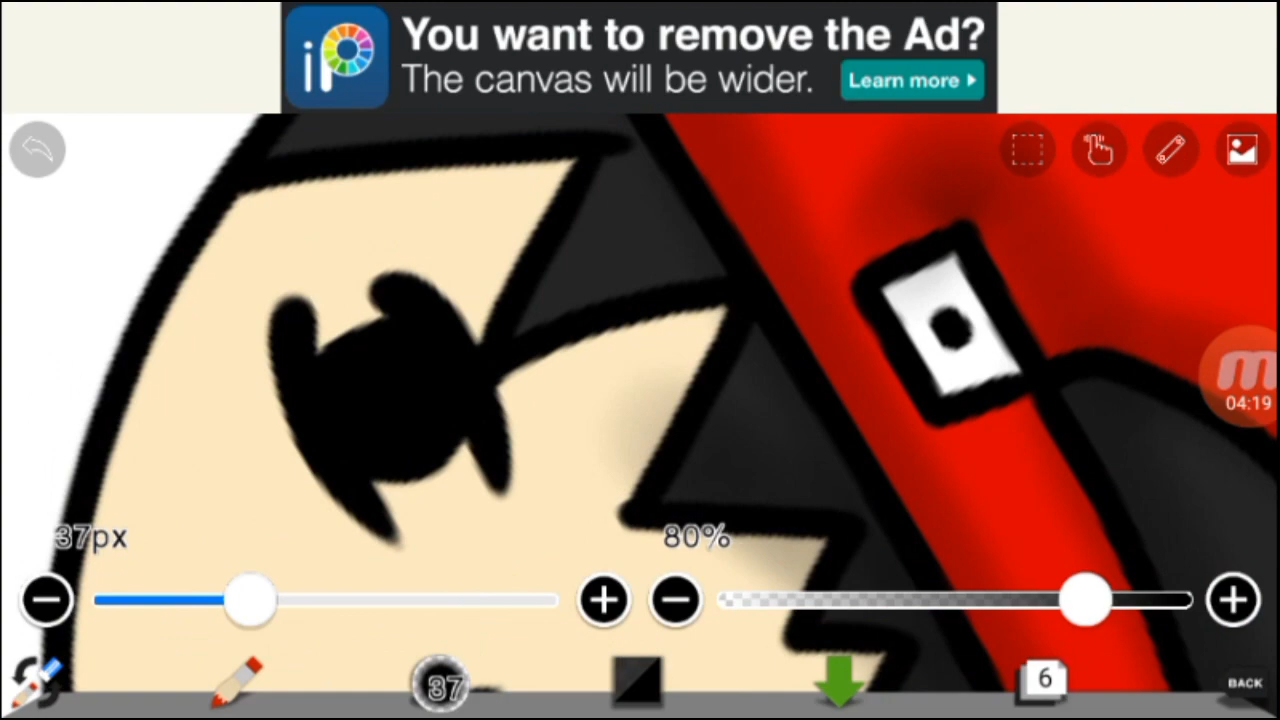 iP
You want to remove the Ad?
The canvas will be wider.
Learn more
m
04:19
37px
80%
37
6
BACK